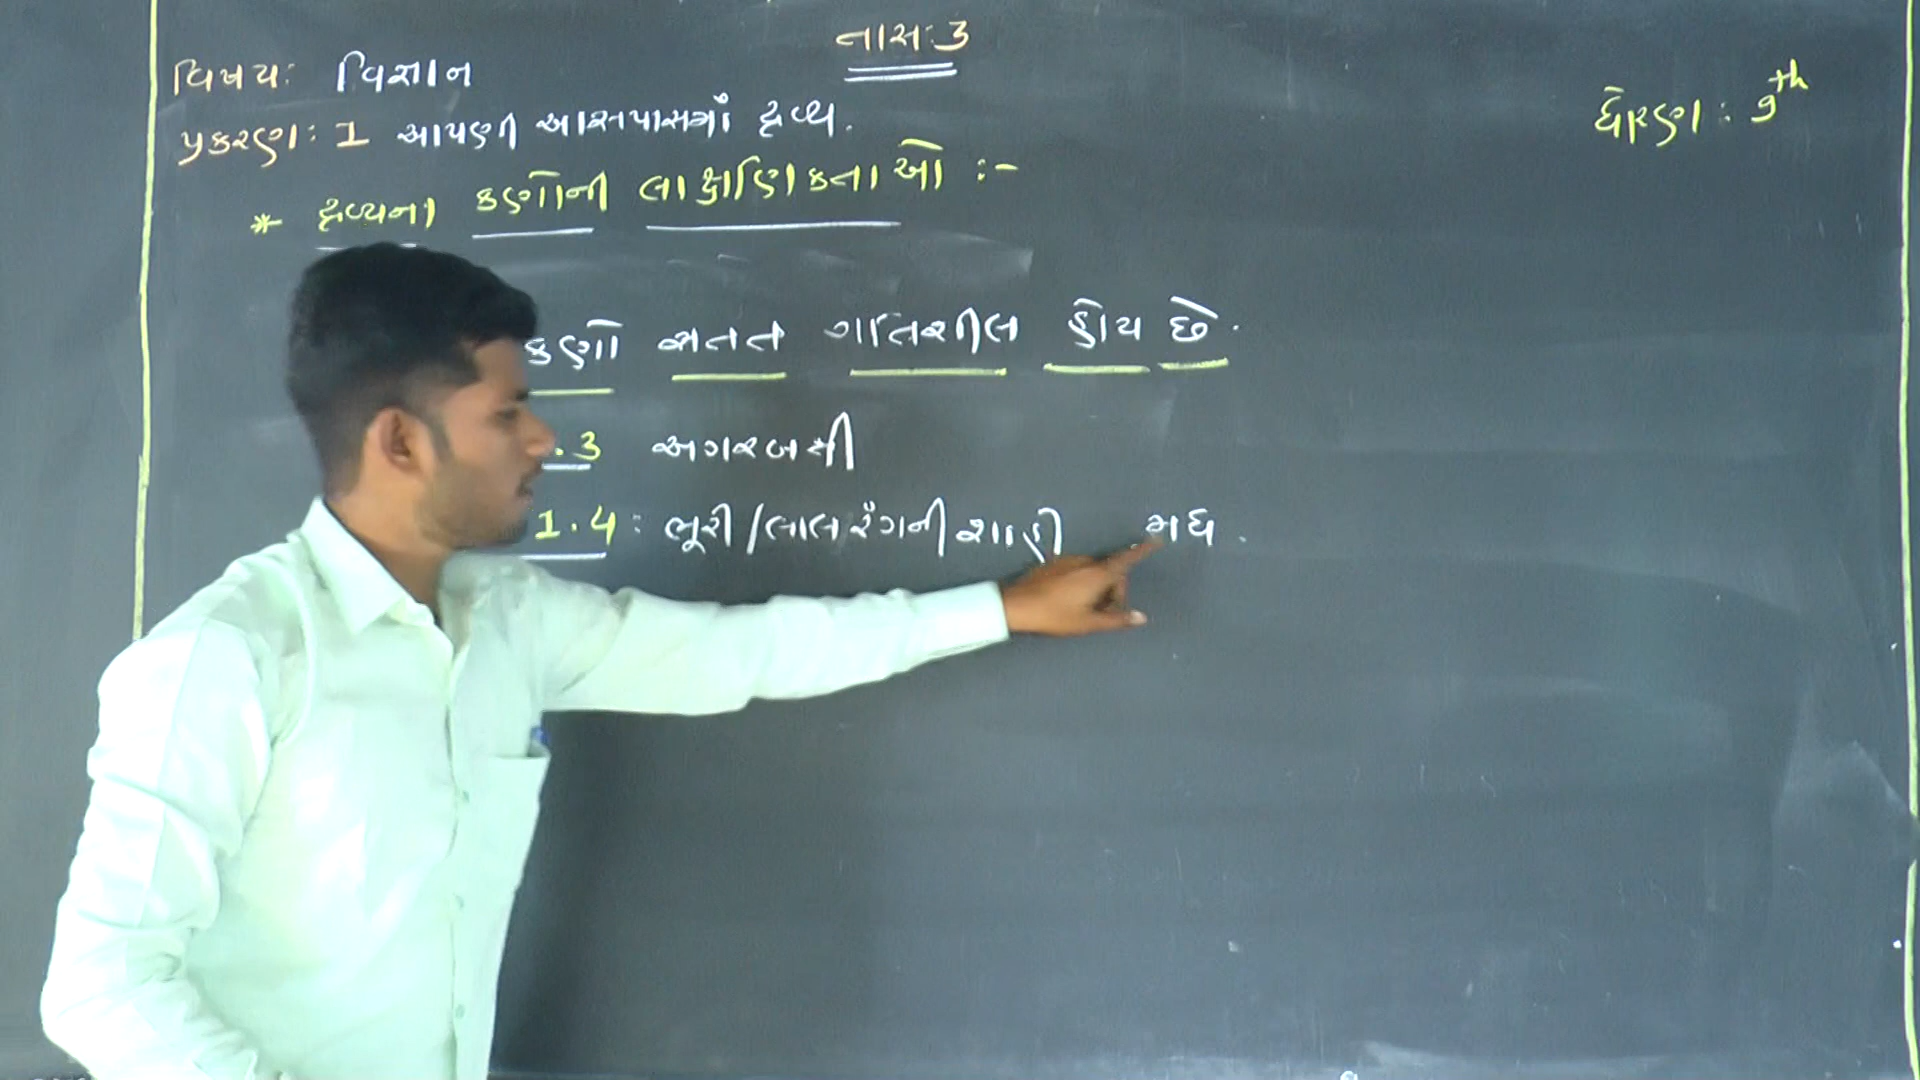 તાસ:3
વિષય: વિજ્ઞાન
ધોરણ: 9th
પ્રકરણ: 1 આપણી આસપાસમાં દ્રવ્ય.
* દ્રવ્યના કણોની લાક્ષણિકતાઓ :-
કણો સતત ગતિશીલ હોય છે.
.3 અગરબત્તી
1.4: ભૂરી/લાલ રંગની શાહી મધ.